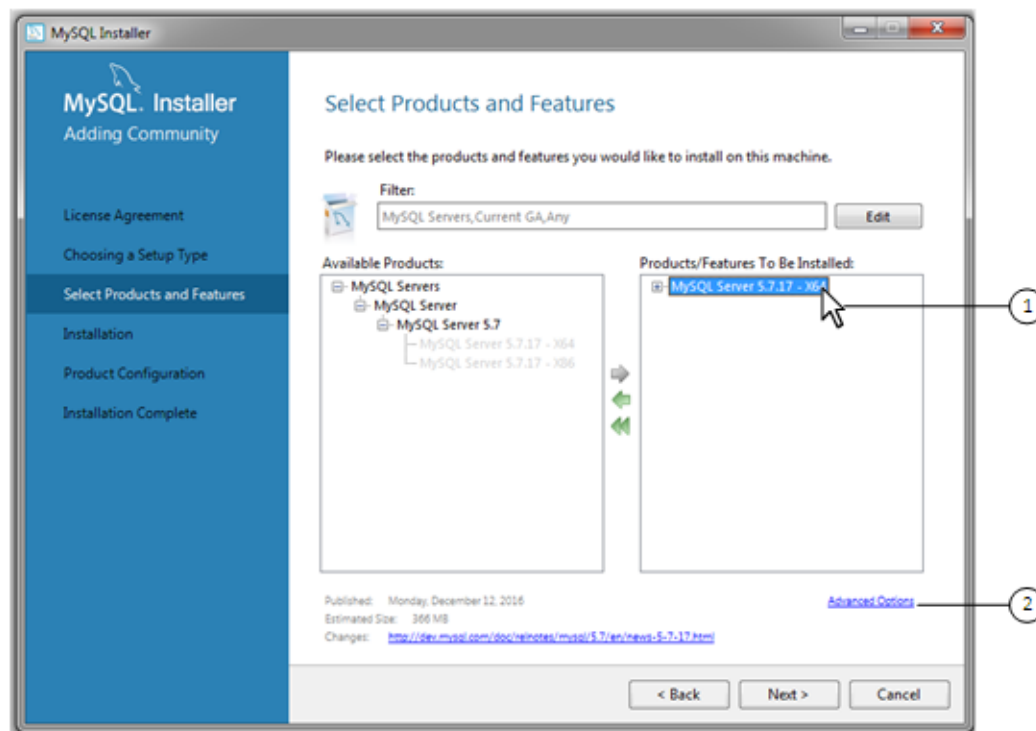 MySQL Installer
MySQL. Installer
Adding Community
License Agreement
Choosing a Setup Type
Select Products and Features
Installation
Product Configuration
Installation Complete
Select Products and Features
Please select the products and features you would like to install on this machine.
Filter:
MySQL Servers,Current GA,Any
Edit
Available Products:
MySQL Servers
MySQL Server
MySQL Server 5.7
MySQL Server 5.7.17 - X64
MySQL Server 5.7.17 - X86
Products/Features To Be Installed:
MySQL Server 5.7.17 - X64
1
Published: Monday, December 12, 2016
Advanced Options
2
Estimated Size: 366 MB
Changes: http://dev.mysql.com/doc/relnotes/mysql/5.7/en/news-5-7-17.html
< Back
Next >
Cancel